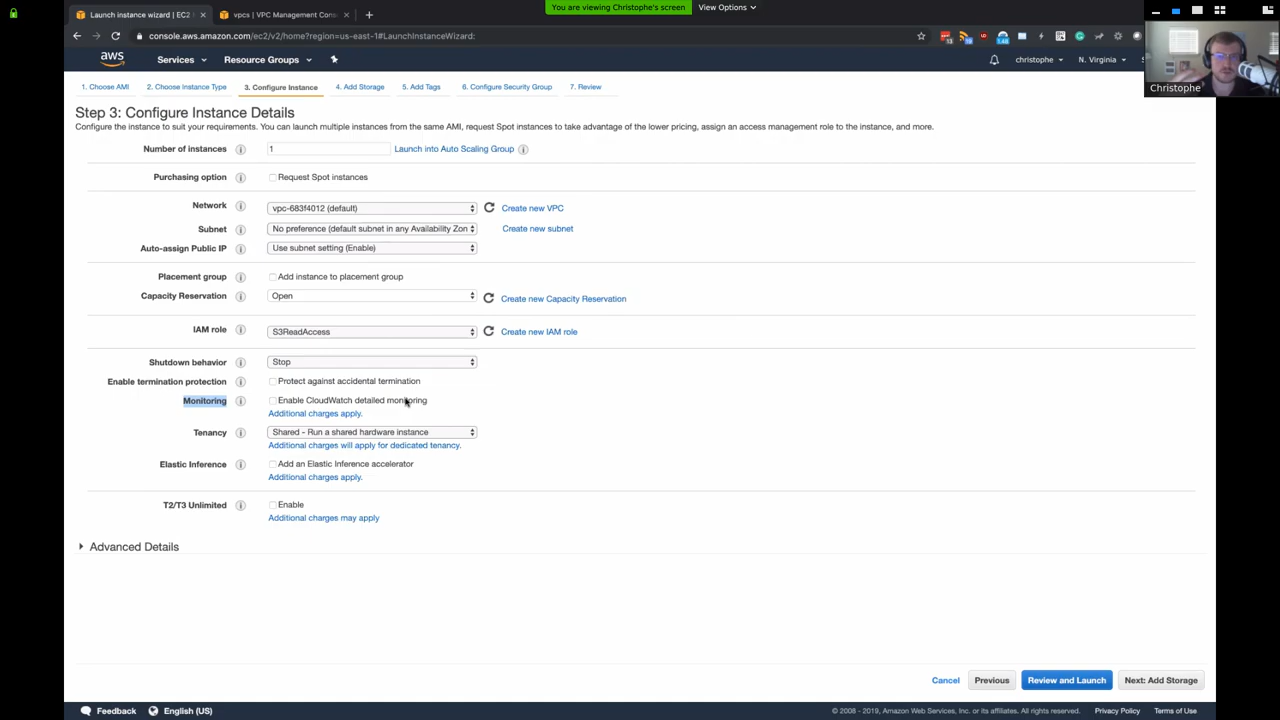 Launch instance wizard | EC2
vpcs | VPC Management Cons
You are viewing Christophe's screen
View Options
console.aws.amazon.com/ec2/v2/home?region=us-east-1#LaunchInstanceWizard:
aws
Services
Resource Groups
christophe
N. Virginia
Christophe
1. Choose AMI
2. Choose Instance Type
3. Configure Instance
4. Add Storage
5. Add Tags
6. Configure Security Group
7. Review
Step 3: Configure Instance Details
Configure the instance to suit your requirements. You can launch multiple instances from the same AMI, request Spot instances to take advantage of the lower pricing, assign an access management role to the instance, and more.
Number of instances
1
Launch into Auto Scaling Group
Purchasing option
Request Spot instances
Network
vpc-683f4012 (default)
Create new VPC
Subnet
No preference (default subnet in any Availability Zon
Create new subnet
Auto-assign Public IP
Use subnet setting (Enable)
Placement group
Add instance to placement group
Capacity Reservation
Open
Create new Capacity Reservation
IAM role
S3ReadAccess
Create new IAM role
Shutdown behavior
Stop
Enable termination protection
Protect against accidental termination
Monitoring
Enable CloudWatch detailed monitoring
Additional charges apply.
Tenancy
Shared - Run a shared hardware instance
Additional charges will apply for dedicated tenancy.
Elastic Inference
Add an Elastic Inference accelerator
Additional charges apply.
T2/T3 Unlimited
Enable
Additional charges may apply
Advanced Details
Cancel
Previous
Review and Launch
Next: Add Storage
Feedback
English (US)
© 2008 - 2019, Amazon Web Services, Inc. or its affiliates. All rights reserved.
Privacy Policy
Terms of Use